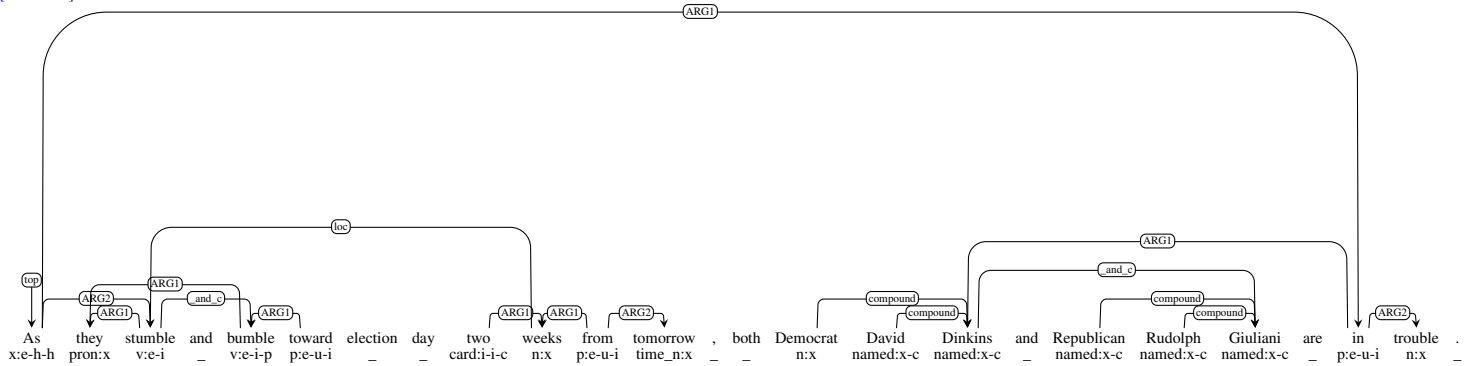 ARG1
loc
ARG1
top
ARG1
_and_c
ARG2
_and_c
compound
compound
ARG1
ARG1
ARG1
ARG1
ARG2
compound
compound
ARG2
As they stumble and bumble toward election day two weeks from tomorrow , both Democrat David Dinkins and Republican Rudolph Giuliani are in trouble .
x:e-h-h pron:x v:e-i _ v:e-i-p p:e-u-i _ _ card:i-i-c n:x p:e-u-i time_n:x _ _ n:x named:x-c named:x-c _ named:x-c named:x-c named:x-c _ p:e-u-i n:x _